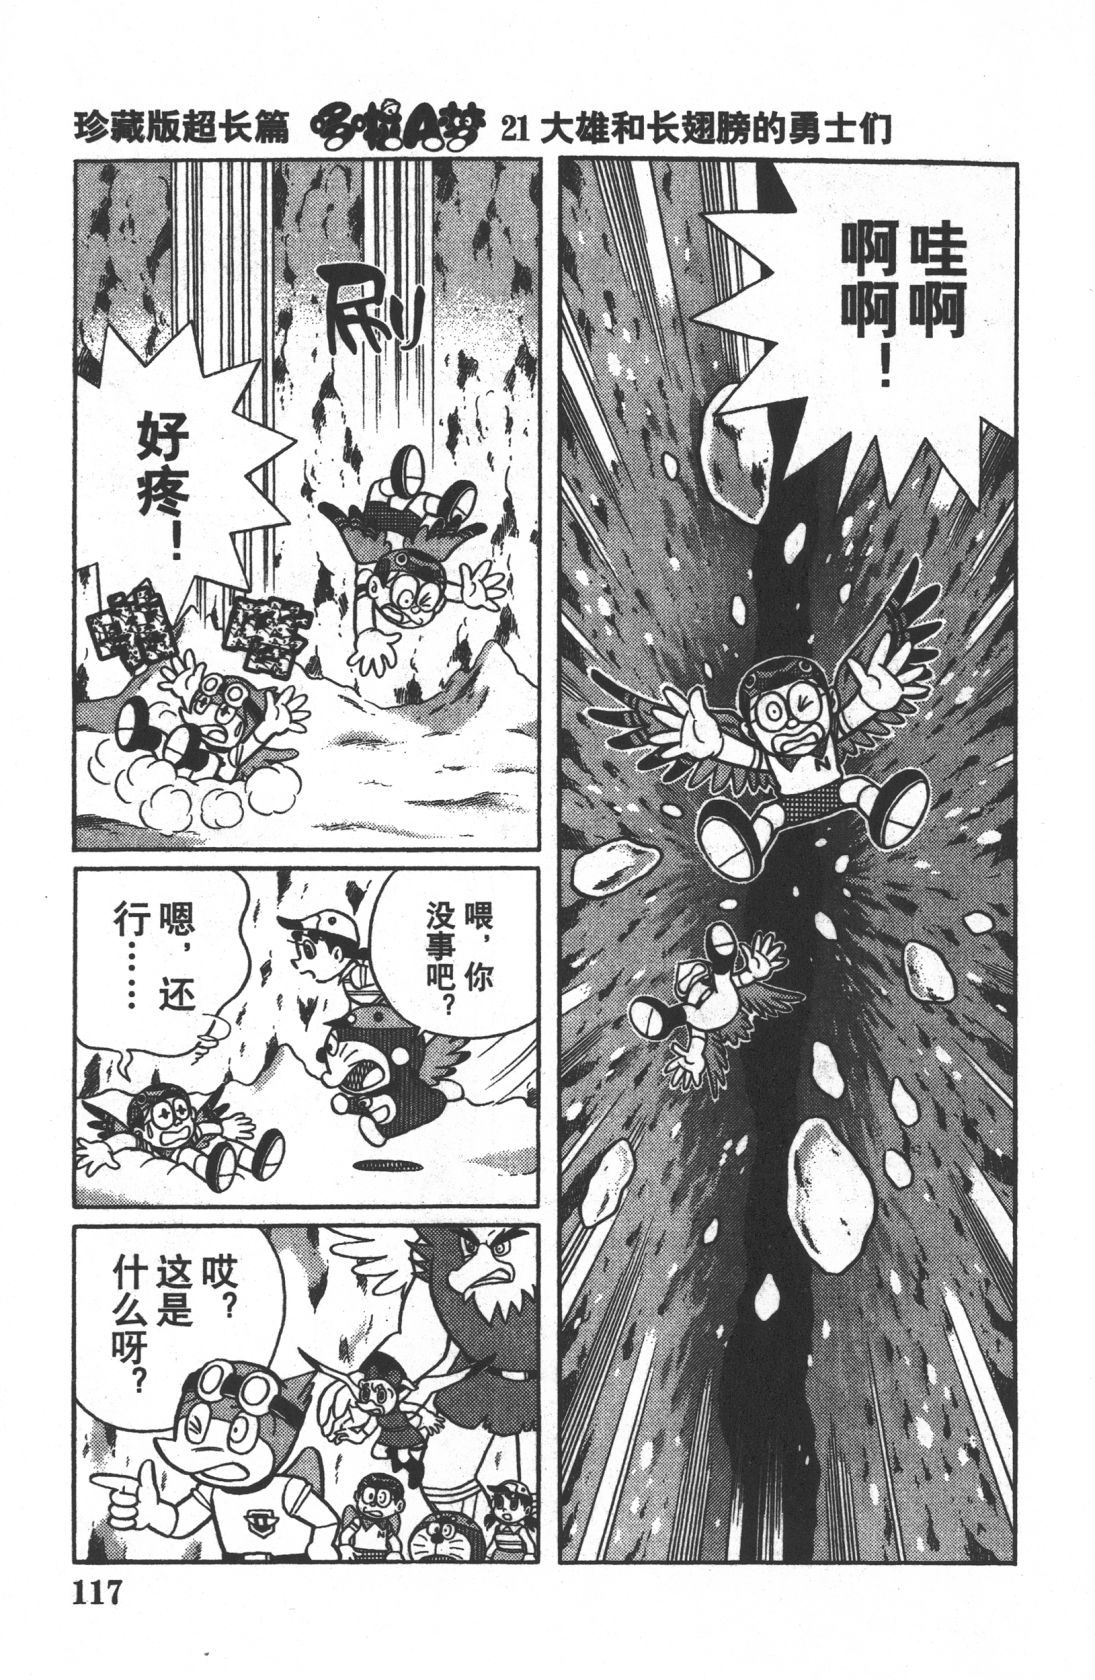 珍藏版超长篇 哆啦A梦 21 大雄和长翅膀的勇士们
哇啊
啊啊！
刷
好疼！
喂，你
没事吧？
嗯，还
行……
哎？
这是
什么呀？
N
N
117